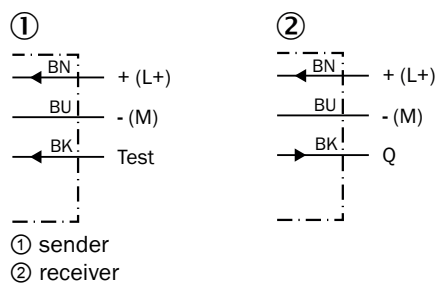 ① ②
BN + (L+)
BU - (M)
BK Test
BN + (L+)
BU - (M)
BK Q
① sender
② receiver